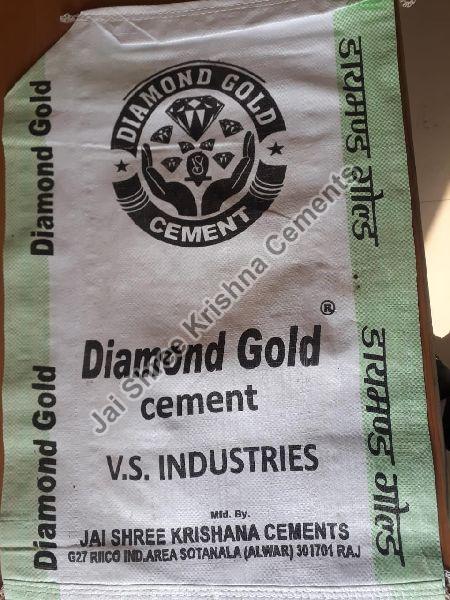 DIAMOND GOLD
CEMENT
Diamond Gold
Diamond Gold
डायमण्ड गोल्ड
डायमण्ड गोल्ड
Diamond Gold ®
cement
V.S. INDUSTRIES
Mfd. By.
JAI SHREE KRISHANA CEMENTS
G27 RIICO IND.AREA SOTANALA (ALWAR) 301701 RAJ
Jai Shree Krishna Cements